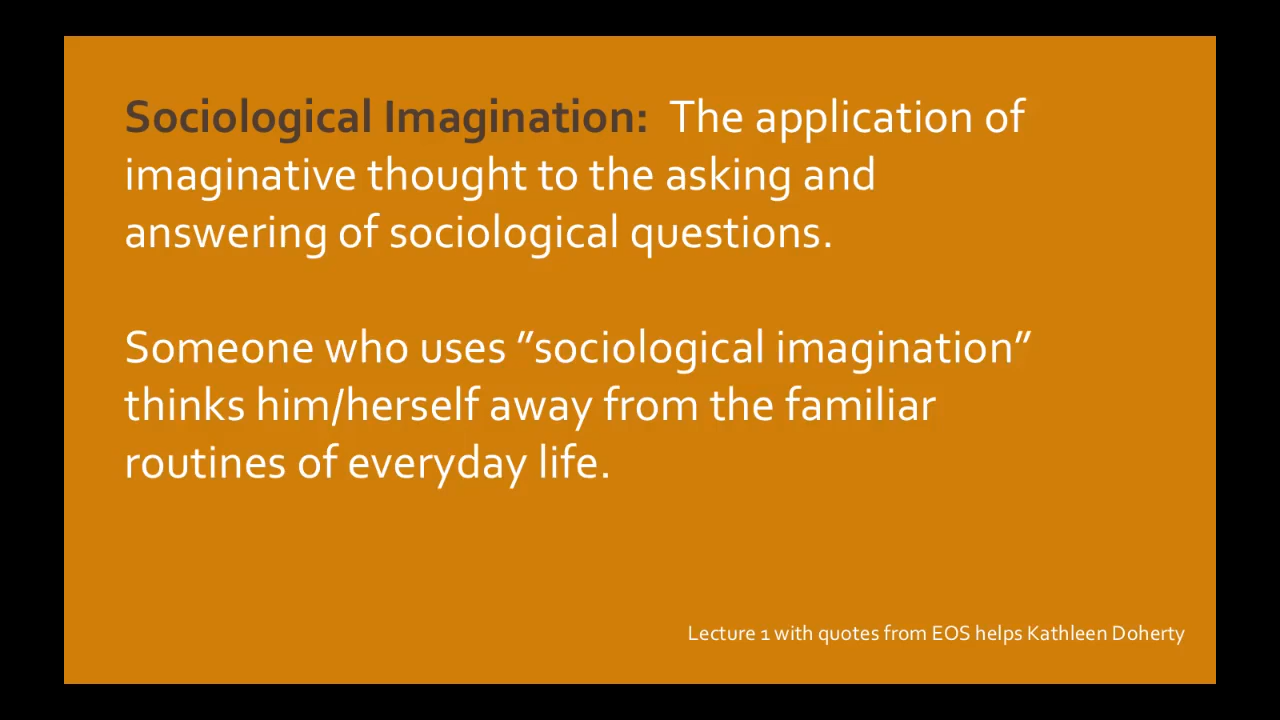 Sociological Imagination:  The application of
imaginative thought to the asking and
answering of sociological questions.
Someone who uses ”sociological imagination”
thinks him/herself away from the familiar
routines of everyday life.
Lecture 1 with quotes from EOS helps Kathleen Doherty